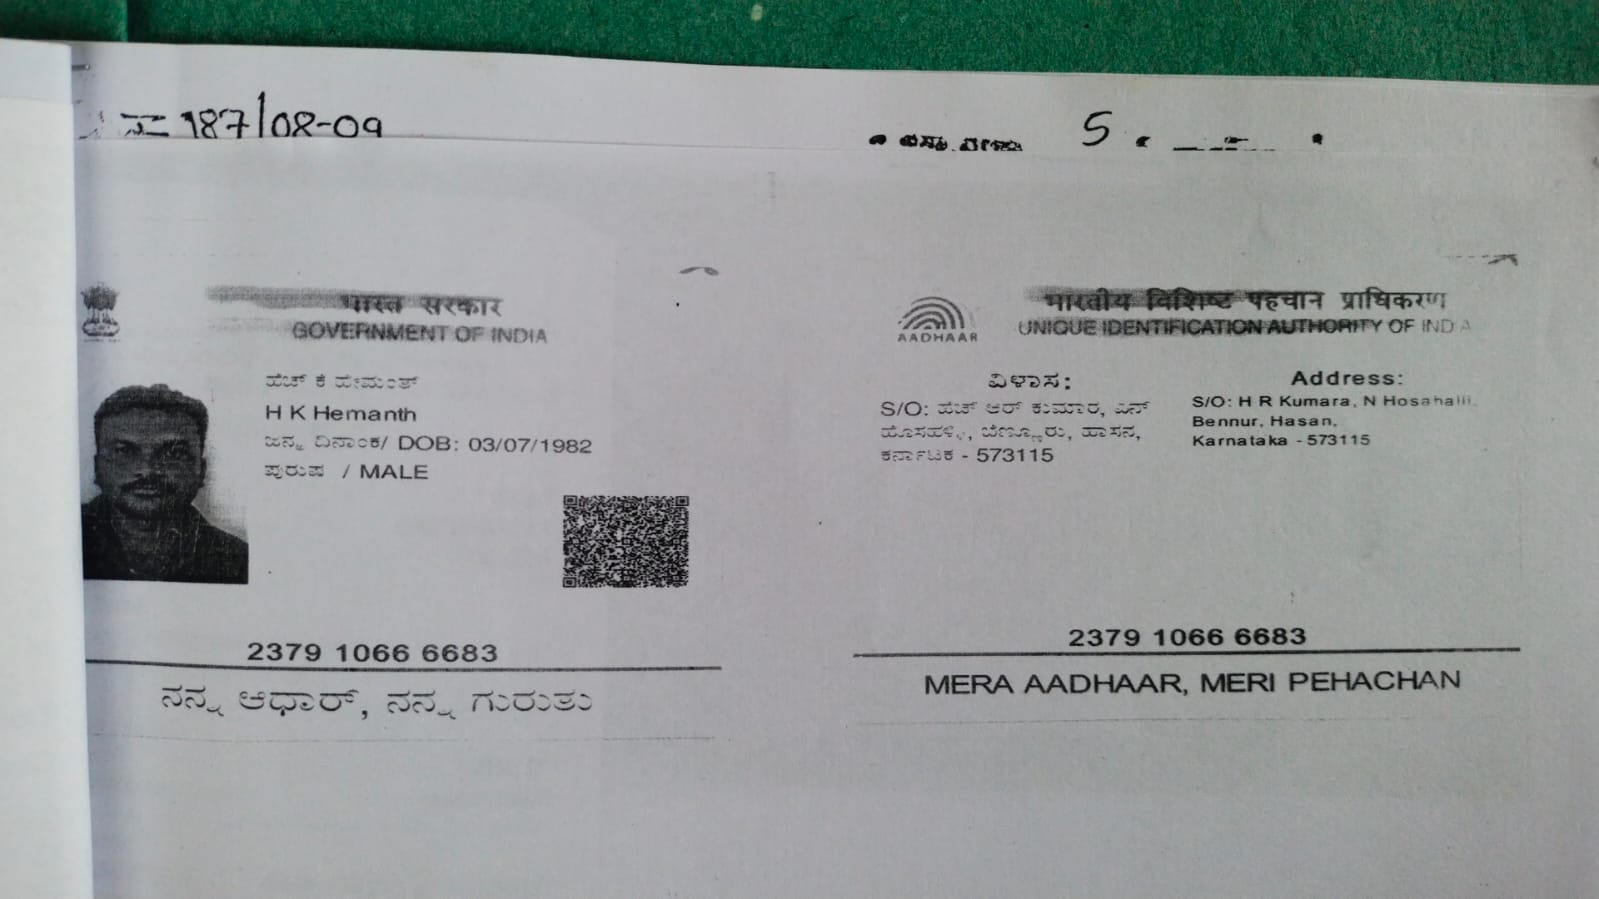 187/08-09
5
भारत सरकार
GOVERNMENT OF INDIA
ಹೆಚ್ ಕೆ ಹೇಮಂತ್
H K Hemanth
ಜನ್ಮ ದಿನಾಂಕ/ DOB: 03/07/1982
ಪುರುಷ / MALE
2379 1066 6683
ನನ್ನ ಆಧಾರ್, ನನ್ನ ಗುರುತು
भारतीय विशिष्ट पहचान प्राधिकरण
UNIQUE IDENTIFICATION AUTHORITY OF INDIA
AADHAAR
ವಿಳಾಸ:
S/O: ಹೆಚ್ ಆರ್ ಕುಮಾರ, ಎನ್
ಹೊಸಹಳ್ಳಿ, ಬೆಣ್ಣೂರು, ಹಾಸನ,
ಕರ್ನಾಟಕ - 573115
Address:
S/O: H R Kumara, N Hosahalli,
Bennur, Hasan,
Karnataka - 573115
2379 1066 6683
MERA AADHAAR, MERI PEHACHAN